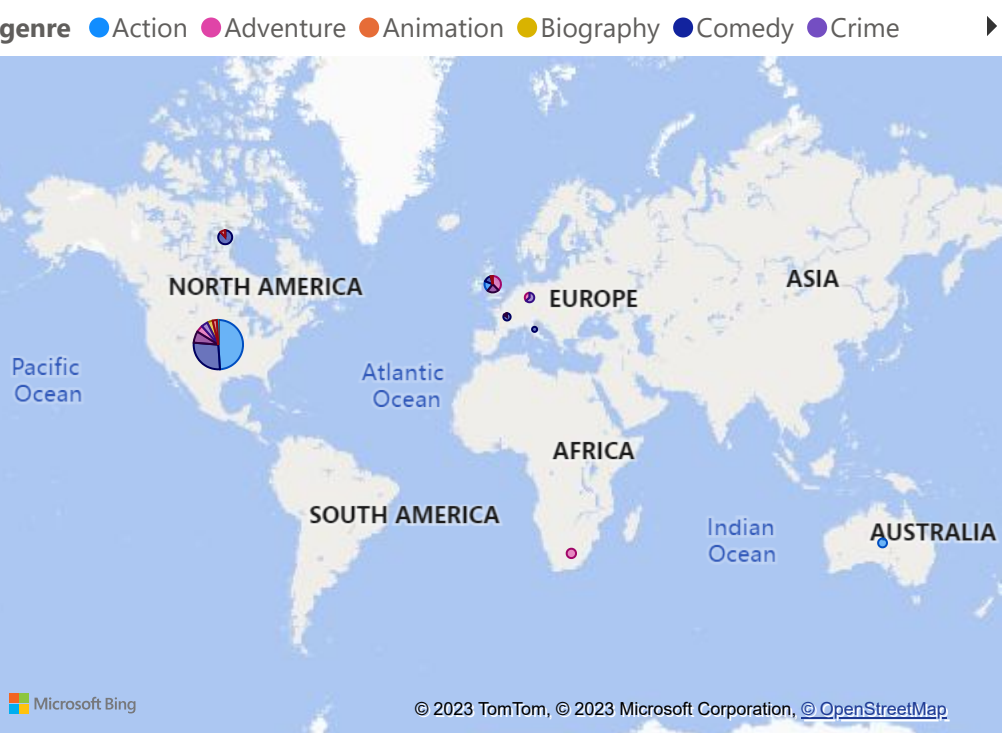 genre Action Adventure Animation Biography Comedy Crime
NORTH AMERICA
EUROPE
ASIA
Pacific
Ocean
Atlantic
Ocean
AFRICA
SOUTH AMERICA
Indian
Ocean
AUSTRALIA
Microsoft Bing
© 2023 TomTom, © 2023 Microsoft Corporation, © OpenStreetMap